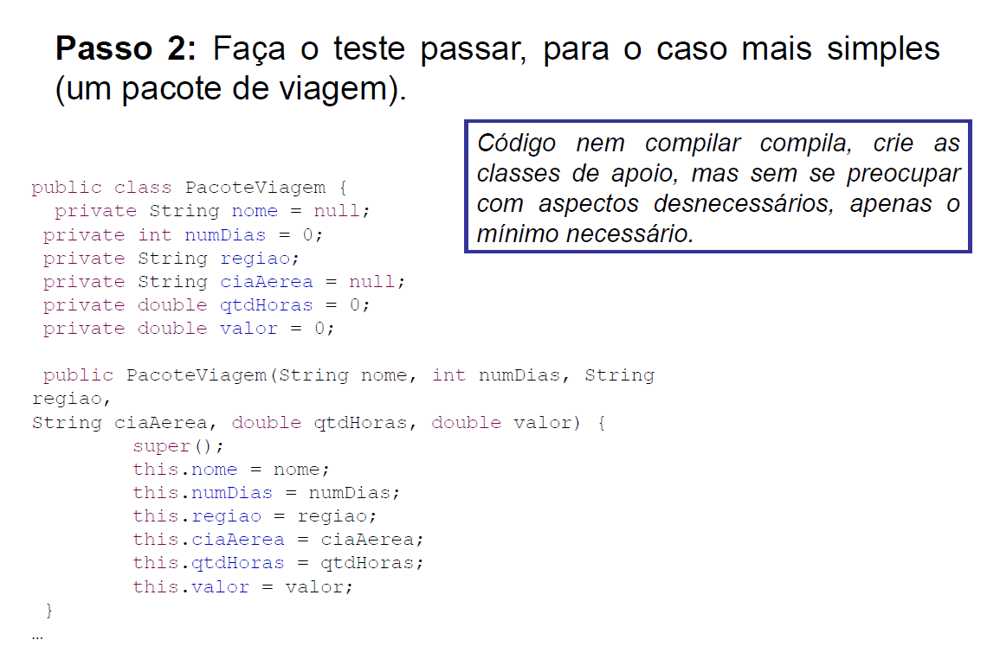 Passo 2: Faça o teste passar, para o caso mais simples
(um pacote de viagem).
Código nem compilar compila, crie as
classes de apoio, mas sem se preocupar
com aspectos desnecessários, apenas o
mínimo necessário.
public class PacoteViagem {
private String nome = null;
private int numDias = 0;
private String regiao;
private String ciaAerea = null;
private double qtdHoras = 0;
private double valor = 0;
public PacoteViagem(String nome, int numDias, String
regiao,
String ciaAerea, double qtdHoras, double valor) {
super();
this.nome = nome;
this.numDias = numDias;
this.regiao = regiao;
this.ciaAerea = ciaAerea;
this.qtdHoras = qtdHoras;
this.valor = valor;
}
…